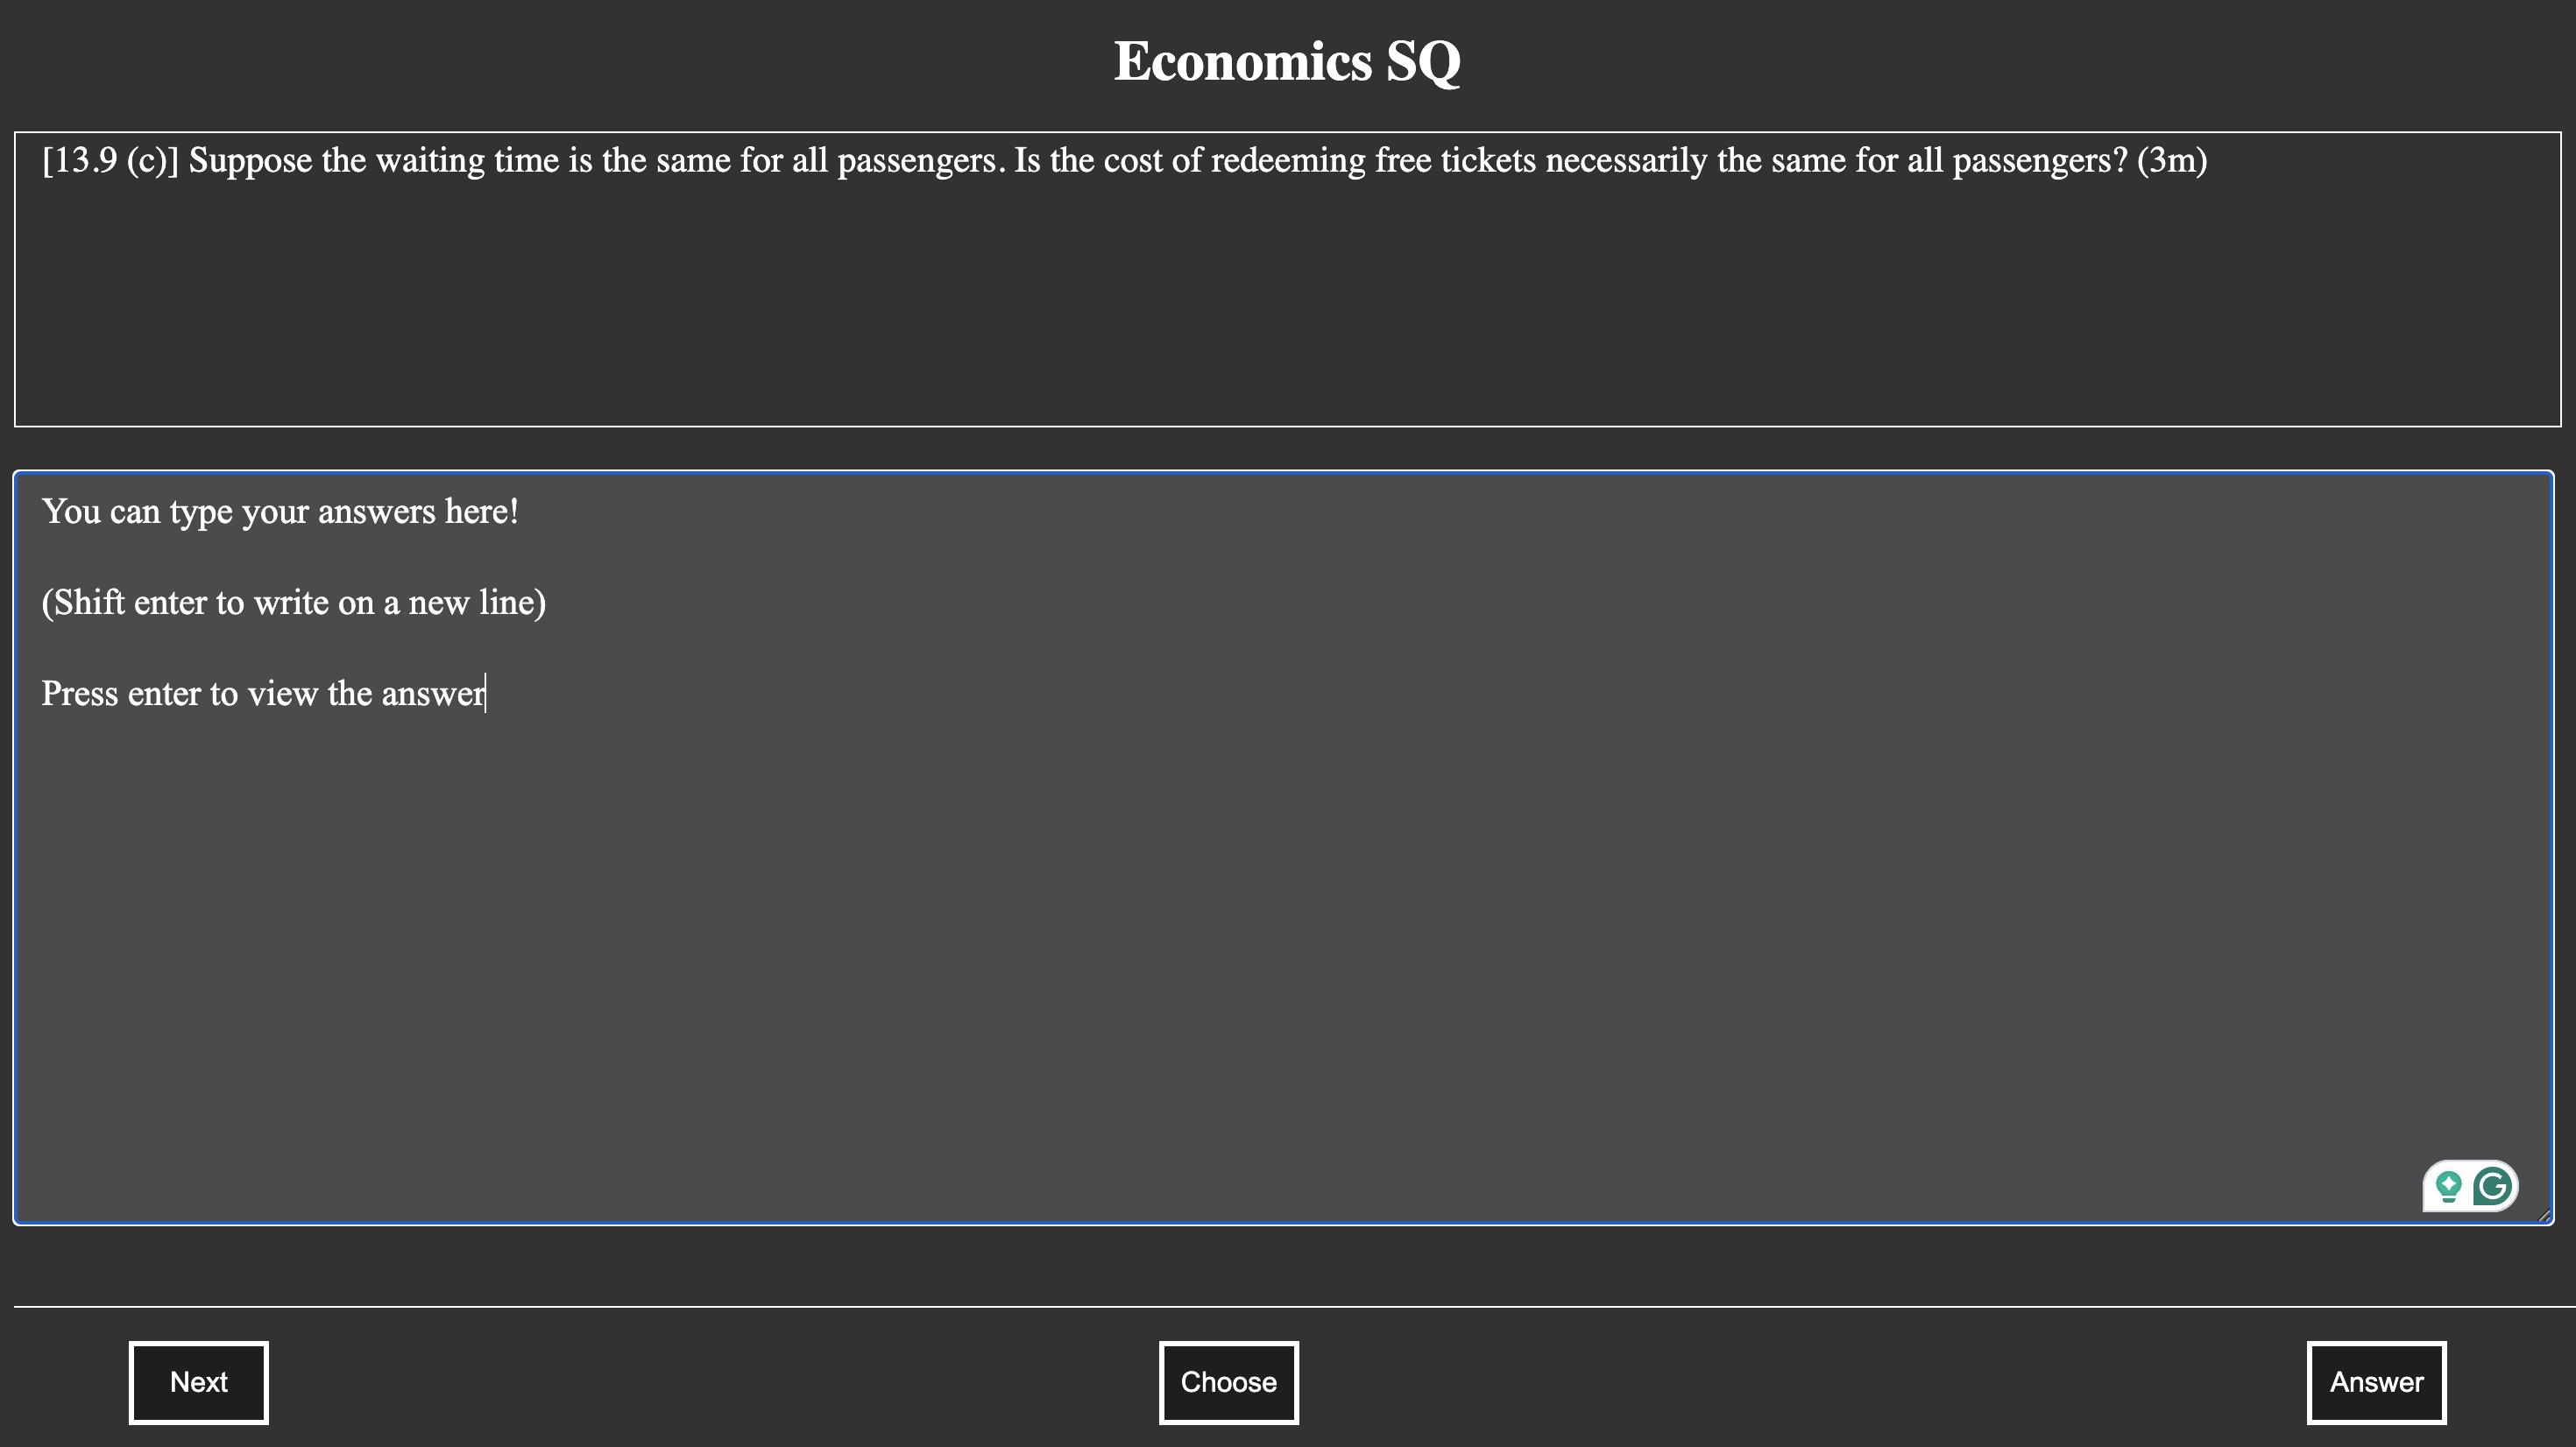 Economics SQ
[13.9 (c)] Suppose the waiting time is the same for all passengers. Is the cost of redeeming free tickets necessarily the same for all passengers? (3m)
You can type your answers here!
(Shift enter to write on a new line)
Press enter to view the answer
Next
Choose
Answer